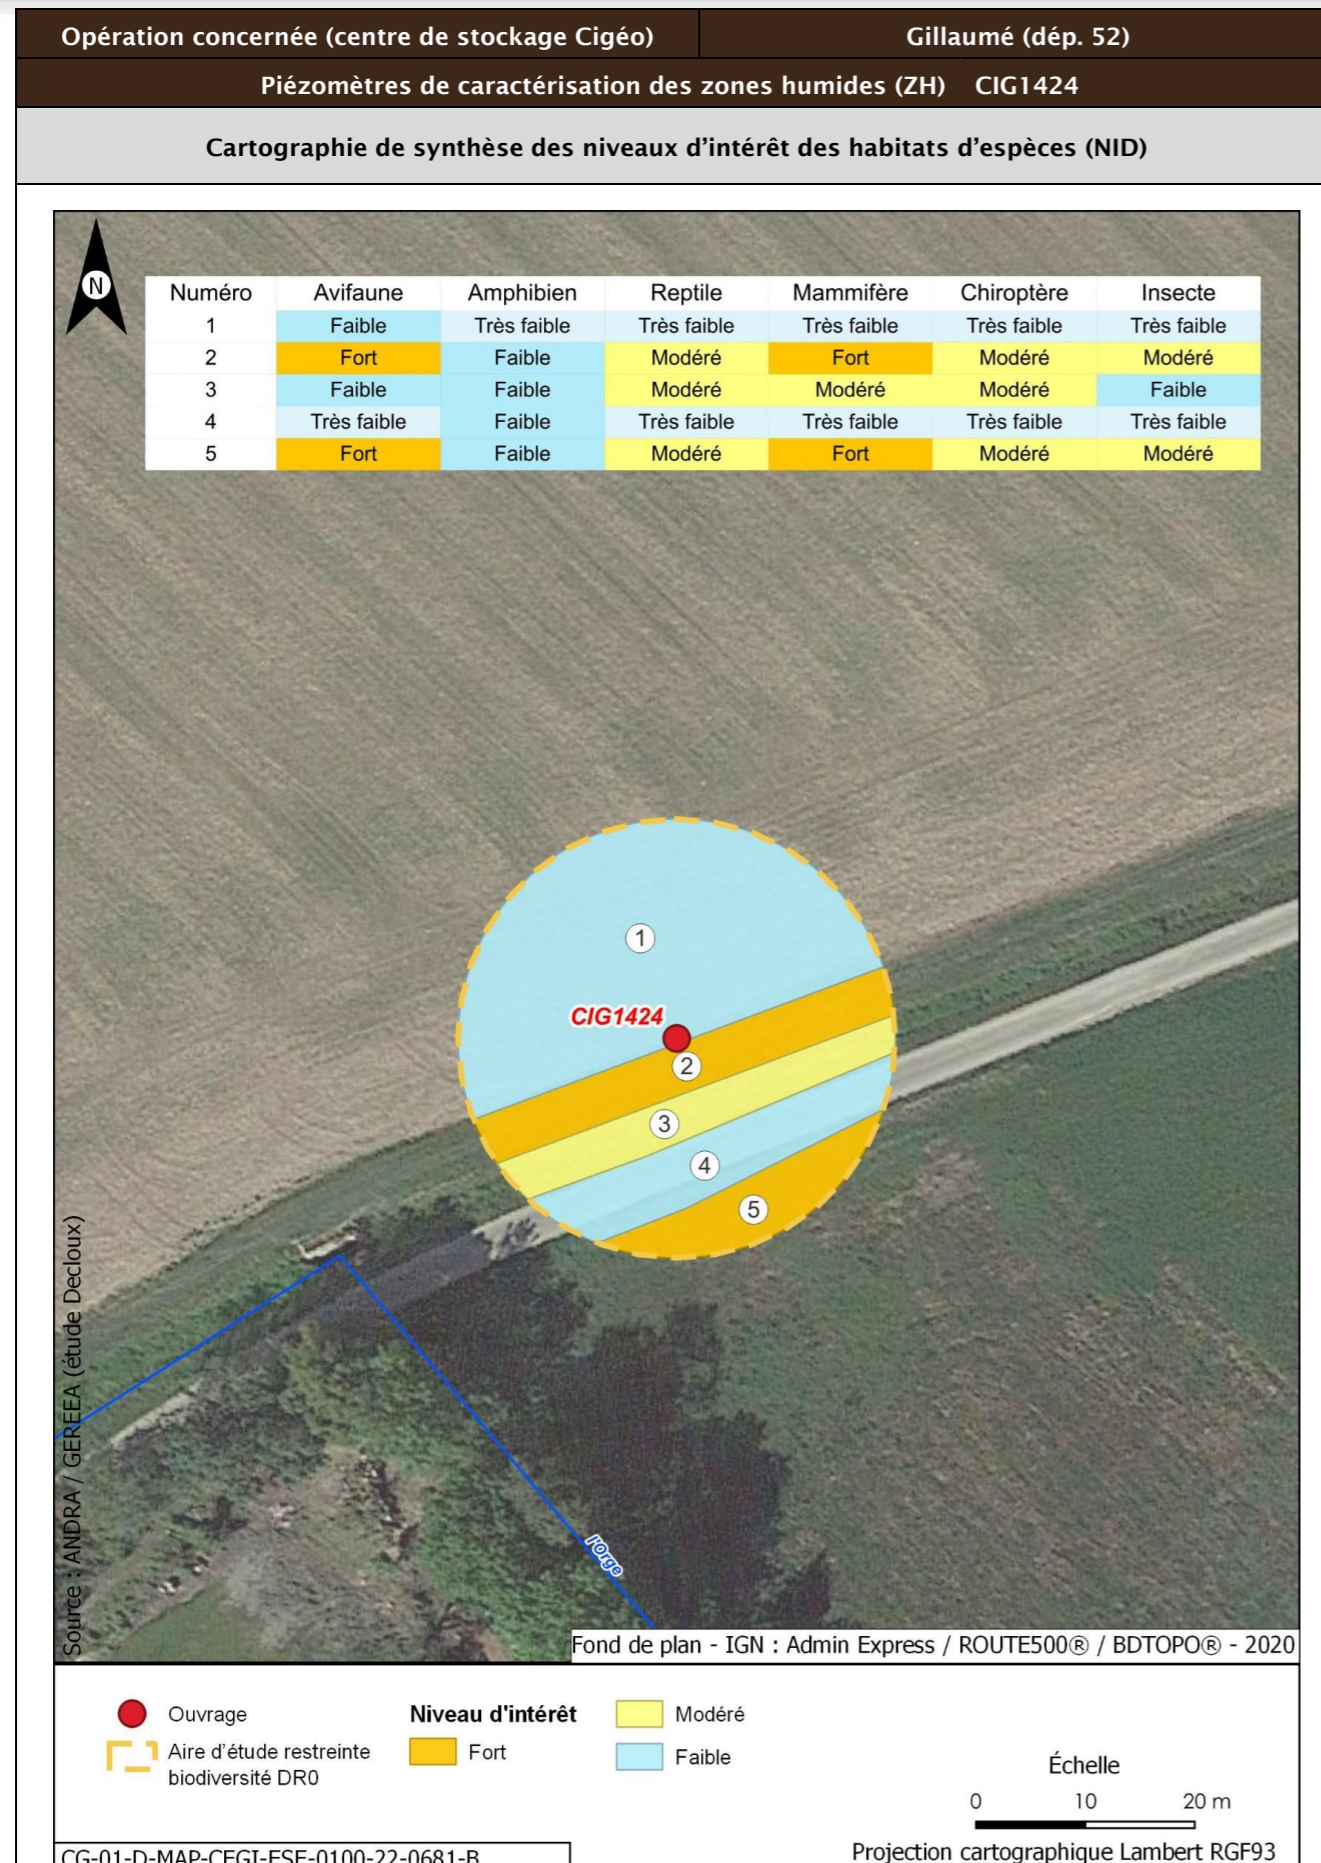 Opération concernée (centre de stockage Cigéo) Gillaumé (dép. 52)
Piézomètres de caractérisation des zones humides (ZH) CIG1424
Cartographie de synthèse des niveaux d'intérêt des habitats d'espèces (NID)
N
Numéro Avifaune Amphibien Reptile Mammifère Chiroptère Insecte
1 Faible Très faible Très faible Très faible Très faible Très faible
2 Fort Faible Modéré Fort Modéré Modéré
3 Faible Faible Modéré Modéré Modéré Faible
4 Très faible Faible Très faible Très faible Très faible Très faible
5 Fort Faible Modéré Fort Modéré Modéré
1
CIG1424
2
3
4
5
Source : ANDRA / GEREEA (étude Decloux)
l'Orge
Fond de plan - IGN : Admin Express / ROUTE500® / BDTOPO® - 2020
Ouvrage
Aire d'étude restreinte
biodiversité DR0
Niveau d'intérêt
Fort
Modéré
Faible
Échelle
0 10 20 m
Projection cartographique Lambert RGF93
CG-01-D-MAP-CEGI-ESE-0100-22-0681-B